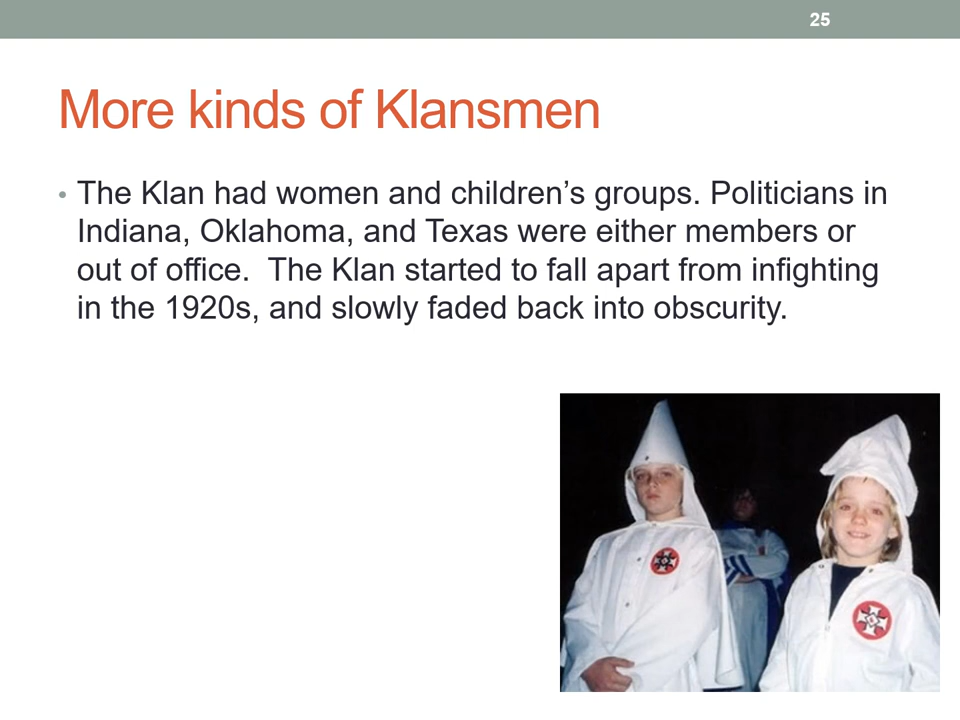 25
More kinds of Klansmen
• The Klan had women and children’s groups. Politicians in
Indiana, Oklahoma, and Texas were either members or
out of office.  The Klan started to fall apart from infighting
in the 1920s, and slowly faded back into obscurity.